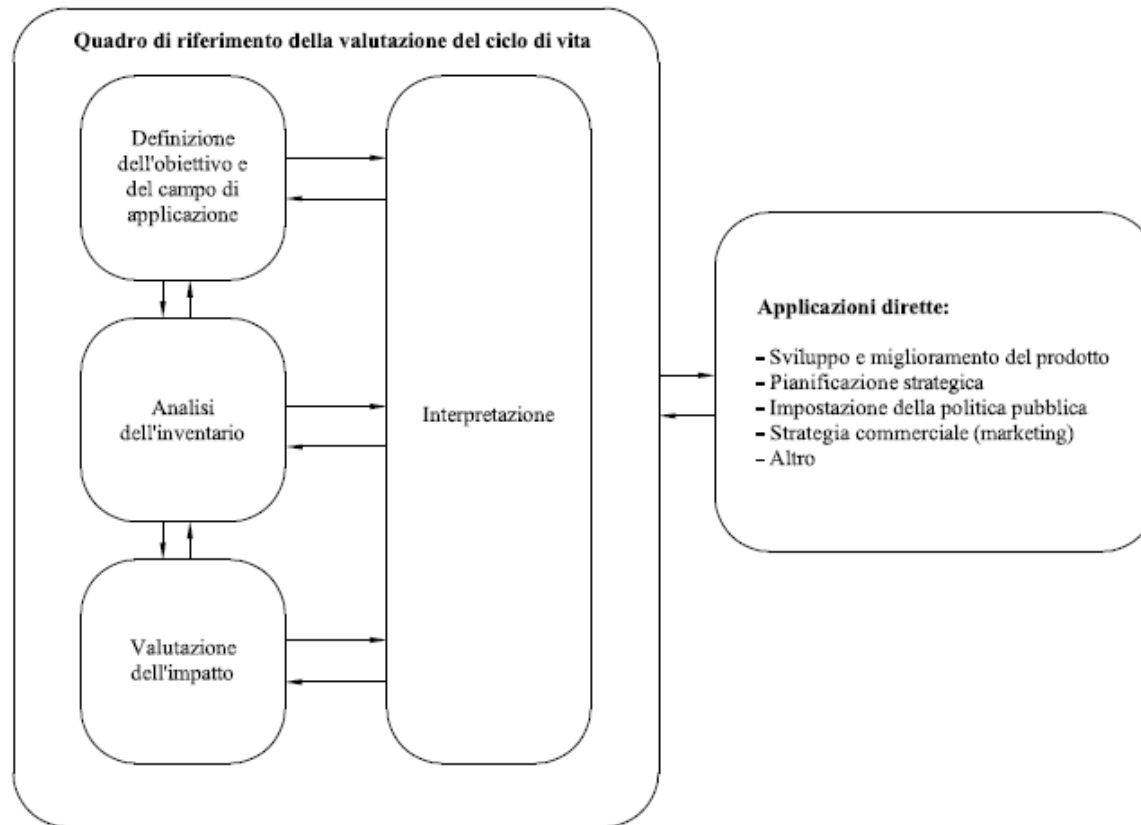 Quadro di riferimento della valutazione del ciclo di vita
Definizione
dell'obiettivo e
del campo di
applicazione
Analisi
dell'inventario
Valutazione
dell'impatto
Interpretazione
Applicazioni dirette:
- Sviluppo e miglioramento del prodotto
- Pianificazione strategica
- Impostazione della politica pubblica
- Strategia commerciale (marketing)
- Altro